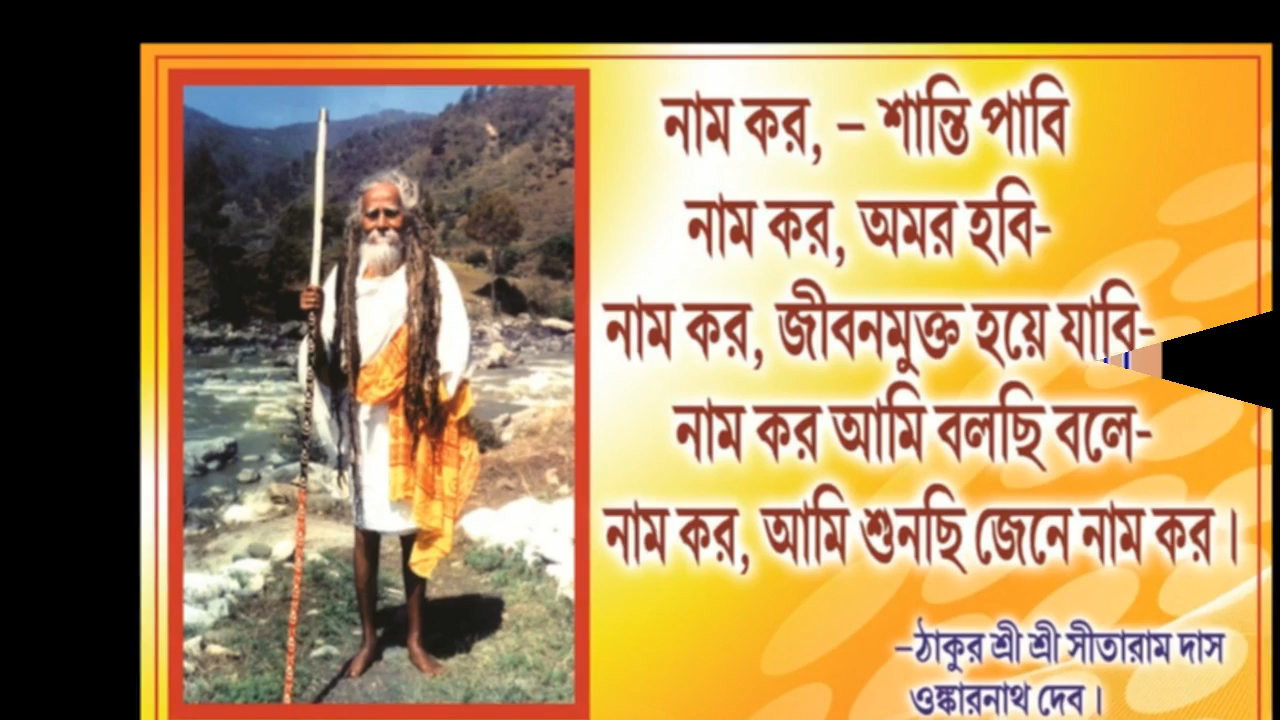 নাম কর, – শান্তি পাবি
নাম কর, অমর হবি-
নাম কর, জীবনমুক্ত হয়ে যাবি-
নাম কর আমি বলছি বলে-
নাম কর, আমি শুনছি জেনে নাম কর।
–ঠাকুর শ্রী শ্রী সীতারাম দাস
ওঙ্কারনাথ দেব।